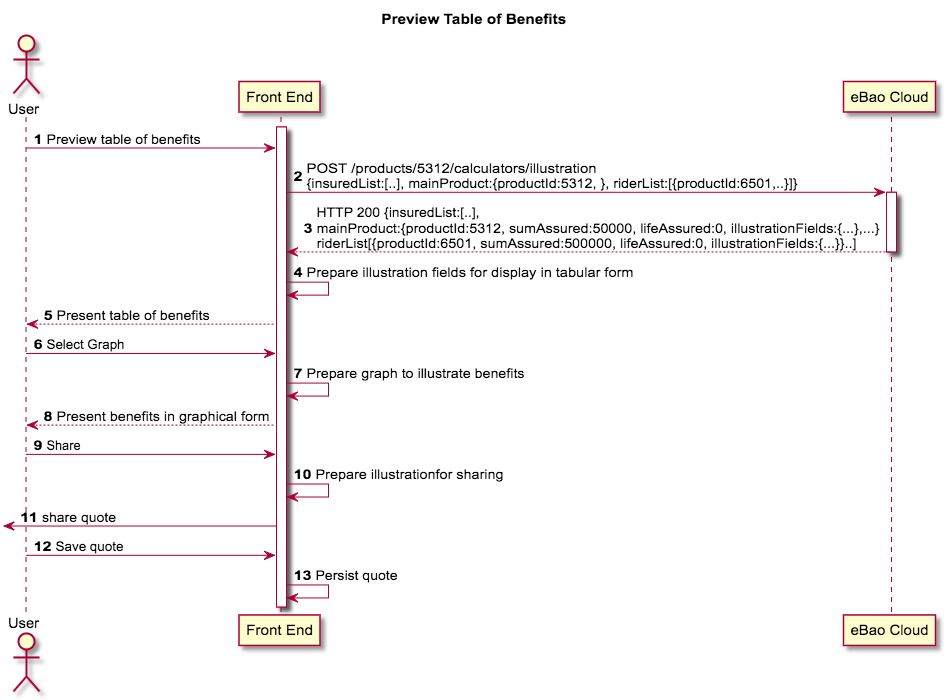 Preview Table of Benefits
User
Front End
eBao Cloud
1 Preview table of benefits
2 POST /products/5312/calculators/illustration
{insuredList:[..], mainProduct:{productId:5312, }, riderList:[{productId:6501,..}]}
3 HTTP 200 {insuredList:[..],
mainProduct:{productId:5312, sumAssured:50000, lifeAssured:0, illustrationFields:{...},...}
riderList[{productId:6501, sumAssured:500000, lifeAssured:0, illustrationFields:{...}}..]
4 Prepare illustration fields for display in tabular form
5 Present table of benefits
6 Select Graph
7 Prepare graph to illustrate benefits
8 Present benefits in graphical form
9 Share
10 Prepare illustrationfor sharing
11 share quote
12 Save quote
13 Persist quote
User
Front End
eBao Cloud